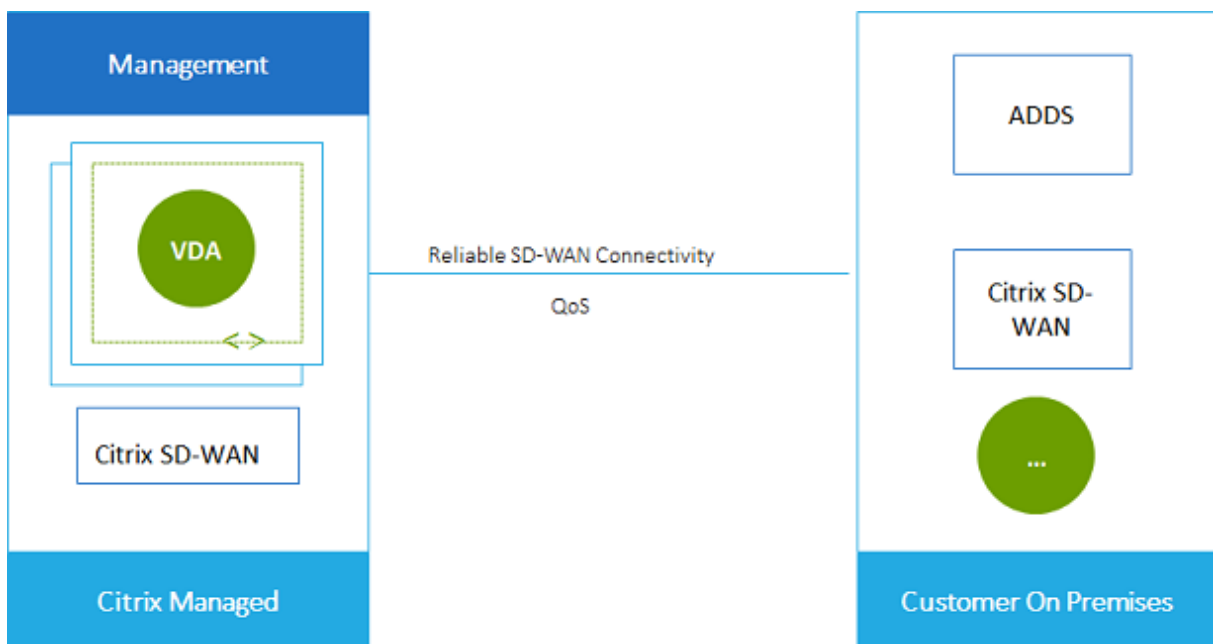 Management
VDA
Citrix SD-WAN
Citrix Managed
Reliable SD-WAN Connectivity
QoS
ADDS
Citrix SD-
WAN
...
Customer On Premises